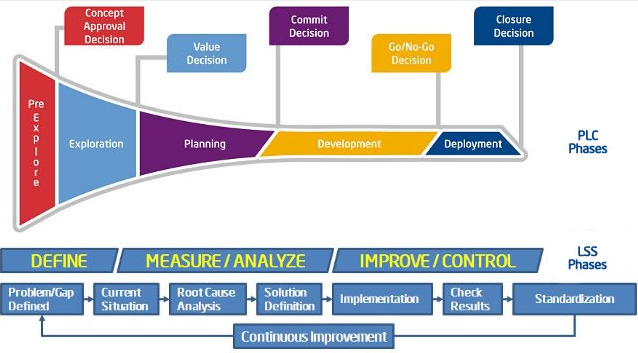 Concept
Approval
Decision
Value
Decision
Commit
Decision
Go/No-Go
Decision
Closure
Decision
Pre
Explore
Exploration
Planning
Development
Deployment
PLC
Phases
DEFINE
MEASURE / ANALYZE
IMPROVE / CONTROL
LSS
Phases
Problem/Gap
Defined
Current
Situation
Root Cause
Analysis
Solution
Definition
Implementation
Check
Results
Standardization
Continuous Improvement